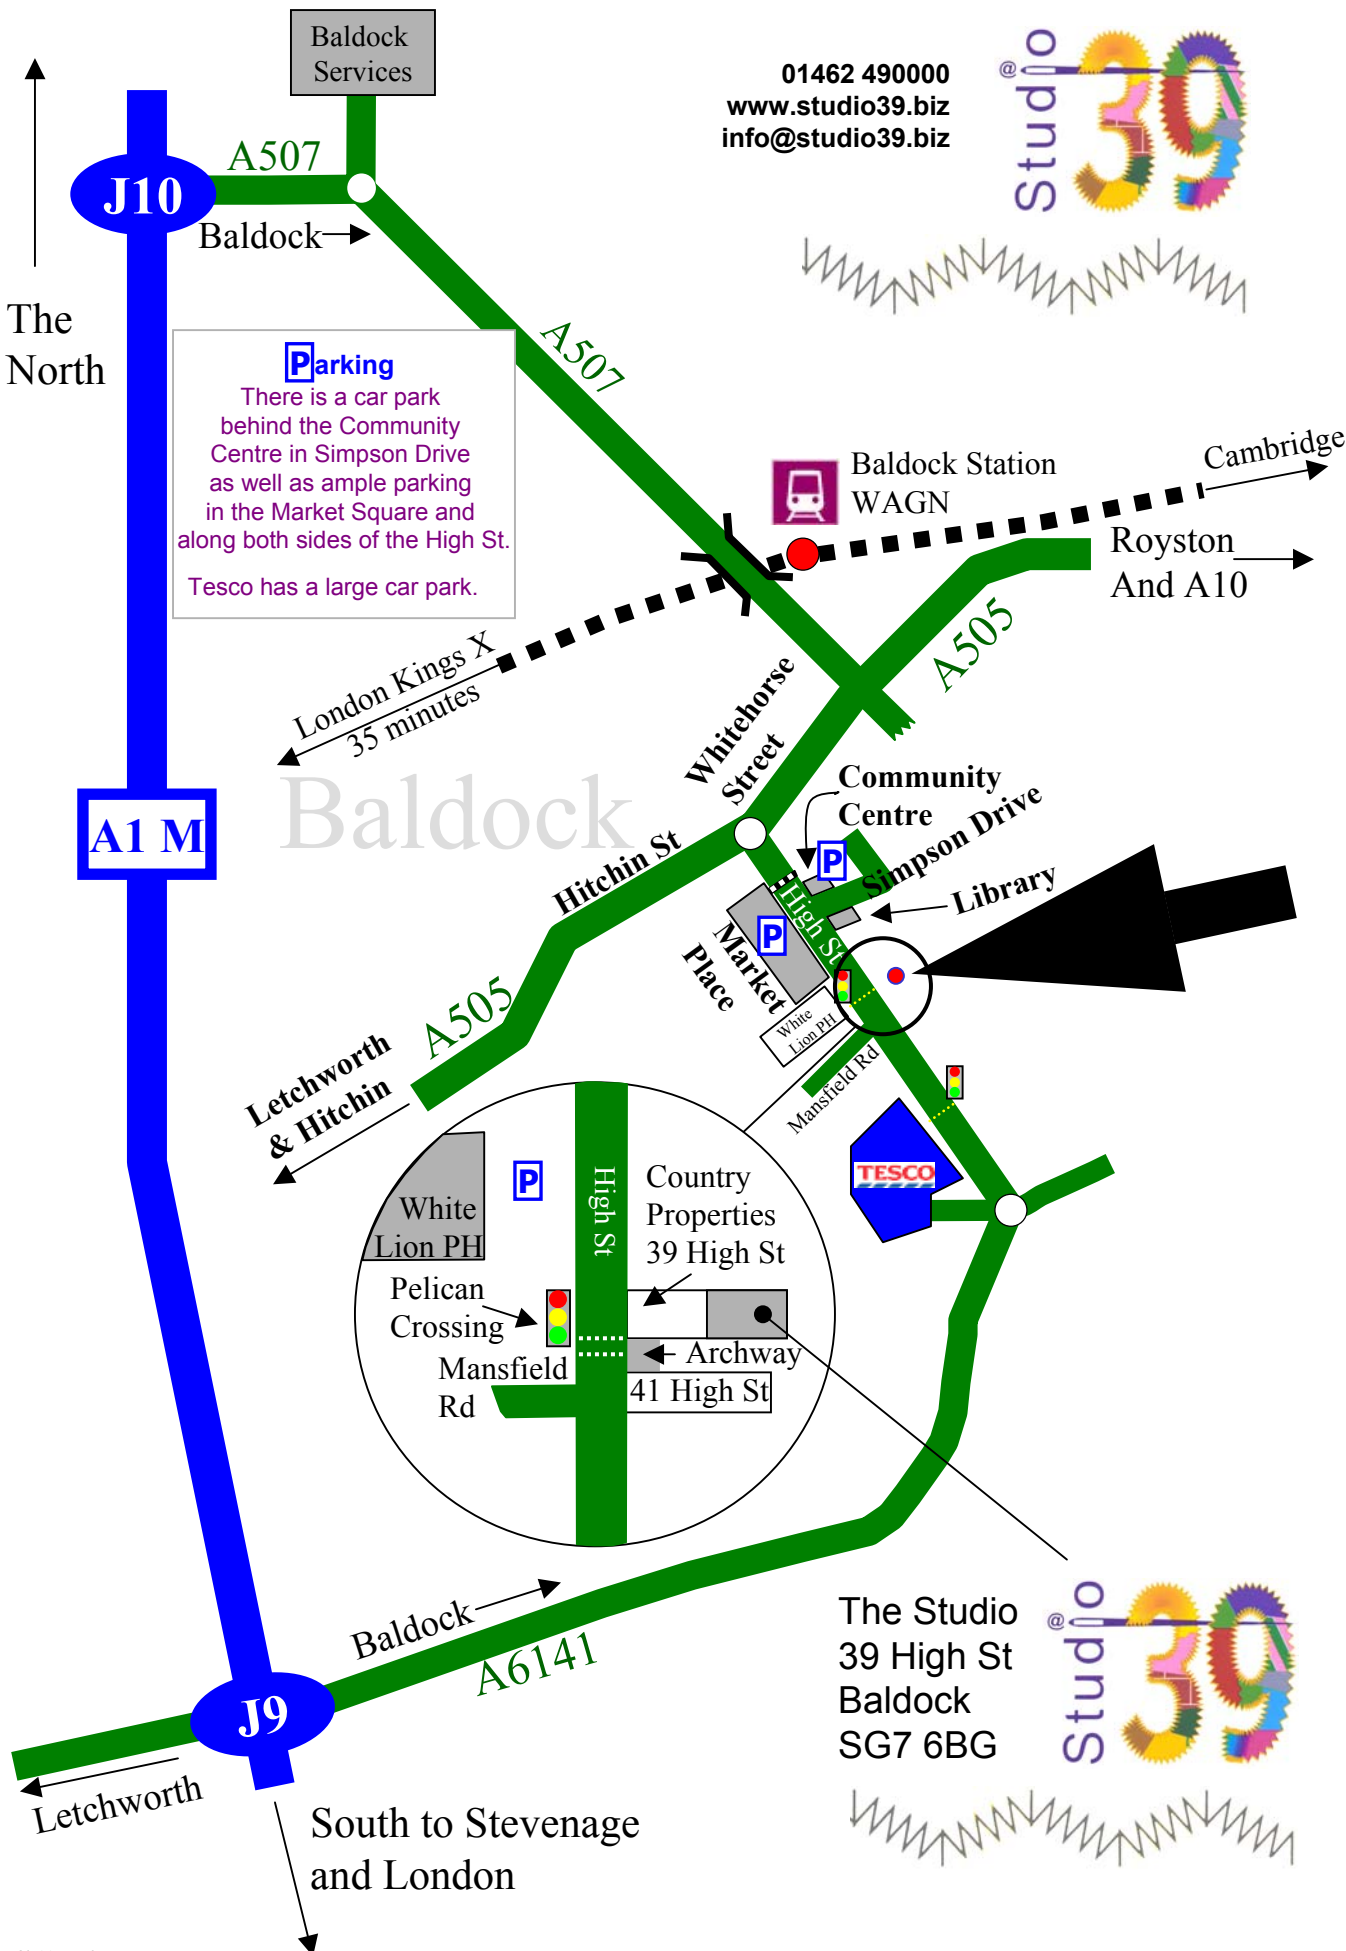 Baldock
Services
01462 490000
www.studio39.biz
info@studio39.biz
Studio
@
39
A507
J10
Baldock
The
North
A507
Parking
There is a car park
behind the Community
Centre in Simpson Drive
as well as ample parking
in the Market Square and
along both sides of the High St.
Tesco has a large car park.
Baldock Station
WAGN
Cambridge
Royston
And A10
A505
London Kings X
35 minutes
Whitehorse
Street
Baldock
A1 M
Community
Centre
P
Simpson Drive
Hitchin St
High St
Library
P
Market
Place
White
Lion PH
Mansfield Rd
A505
Letchworth
& Hitchin
TESCO
White
Lion PH
P
High St
Country
Properties
39 High St
Pelican
Crossing
Archway
Mansfield
Rd
41 High St
Baldock
A6141
J9
Letchworth
South to Stevenage
and London
The Studio
39 High St
Baldock
SG7 6BG
Studio
@
39